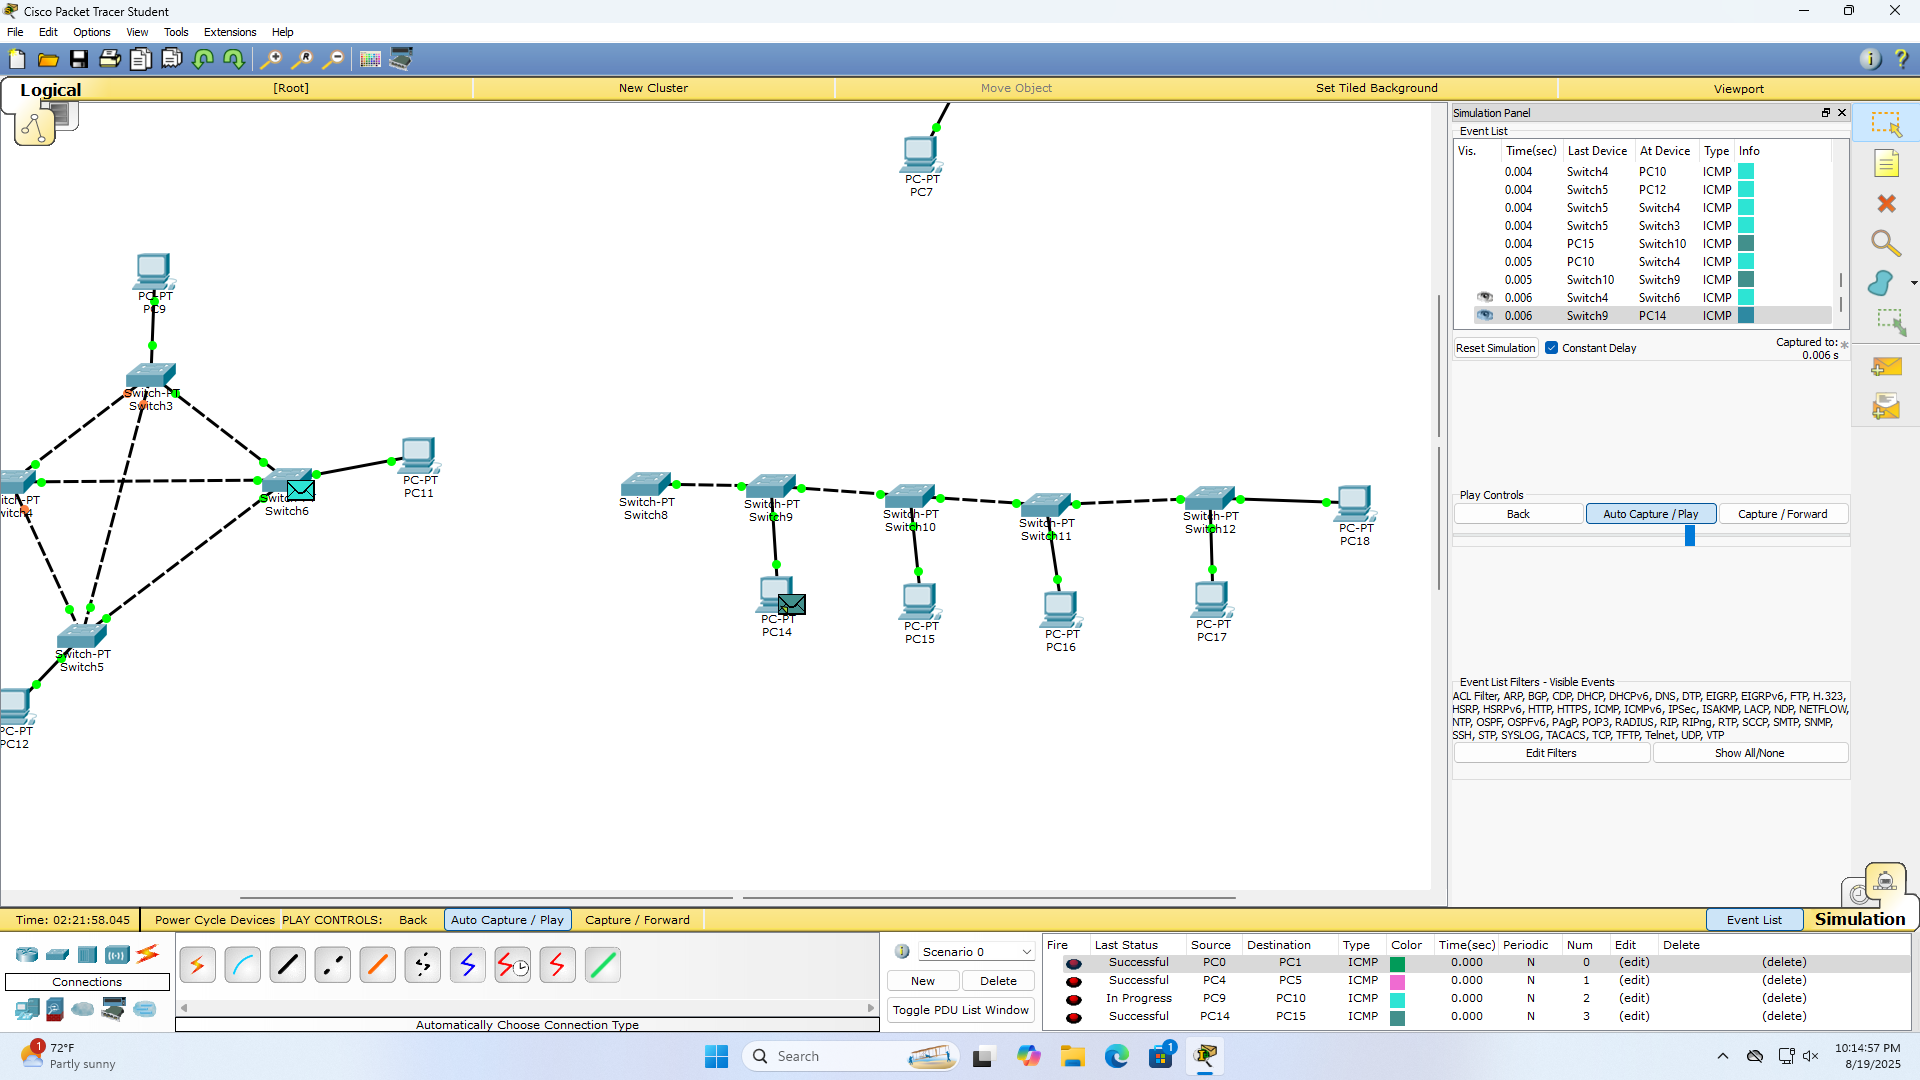 Cisco Packet Tracer Student
File Edit Options View Tools Extensions Help
Logical [Root] New Cluster Move Object Set Tiled Background Viewport
Simulation Panel
Event List
Vis. Time(sec) Last Device At Device Type Info
0.004 Switch4 PC10 ICMP
0.004 Switch5 PC12 ICMP
0.004 Switch5 Switch4 ICMP
0.004 Switch5 Switch3 ICMP
0.004 PC15 Switch10 ICMP
0.005 PC10 Switch4 ICMP
0.005 Switch10 Switch9 ICMP
0.006 Switch4 Switch6 ICMP
0.006 Switch9 PC14 ICMP
Reset Simulation Constant Delay Captured to: *
0.006 s
Play Controls
Back Auto Capture / Play Capture / Forward
Event List Filters - Visible Events
ACL Filter, ARP, BGP, CDP, DHCP, DHCPv6, DNS, DTP, EIGRP, EIGRPv6, FTP, H.323,
HSRP, HSRPv6, HTTP, HTTPS, ICMP, ICMPv6, IPSec, ISAKMP, LACP, NDP, NETFLOW,
NTP, OSPF, OSPFv6, PAgP, POP3, RADIUS, RIP, RIPng, RTP, SCCP, SMTP, SNMP,
SSH, STP, SYSLOG, TACACS, TCP, TFTP, Telnet, UDP, VTP
Edit Filters Show All/None
PC-PT
PC7
PC-PT
PC9
Switch-PT
Switch3
PC-PT
PC11
itch-PT
witch4
Switch6
Switch-PT
Switch5
PC-PT
PC12
Switch-PT
Switch8
Switch-PT
Switch9
Switch-PT
Switch10
Switch-PT
Switch11
Switch-PT
Switch12
PC-PT
PC18
PC-PT
PC14
PC-PT
PC15
PC-PT
PC16
PC-PT
PC17
Time: 02:21:58.045 Power Cycle Devices PLAY CONTROLS: Back Auto Capture / Play Capture / Forward Event List Simulation
Connections
Automatically Choose Connection Type
Scenario 0
New Delete
Toggle PDU List Window
Fire Last Status Source Destination Type Color Time(sec) Periodic Num Edit Delete
Successful PC0 PC1 ICMP 0.000 N 0 (edit) (delete)
Successful PC4 PC5 ICMP 0.000 N 1 (edit) (delete)
In Progress PC9 PC10 ICMP 0.000 N 2 (edit) (delete)
Successful PC14 PC15 ICMP 0.000 N 3 (edit) (delete)
1 72°F
Partly sunny
Search
1
10:14:57 PM
8/19/2025